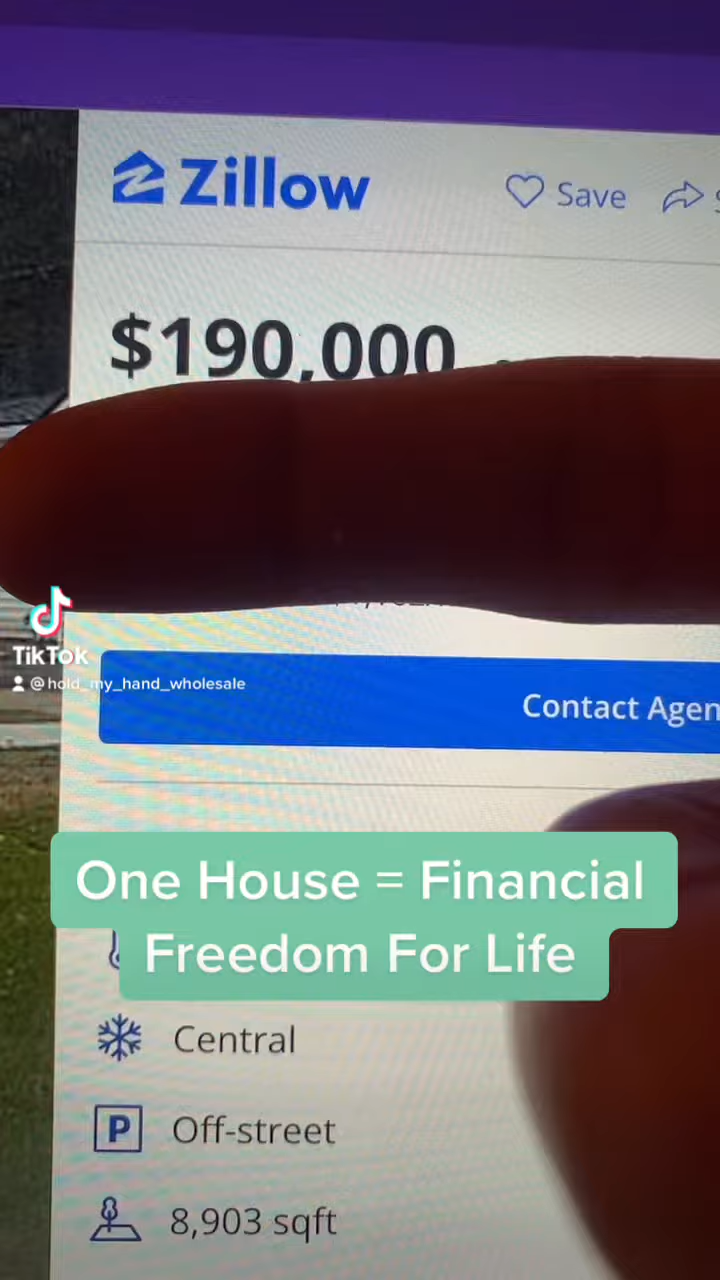 Zillow
Save
$190,000
TikTok
@hold_my_hand_wholesale
Contact Agen
One House = Financial
Freedom For Life
Central
P
Off-street
8,903 sqft